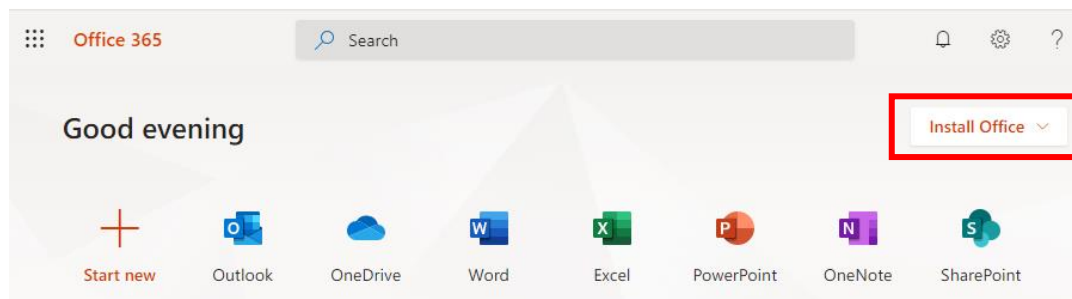 Office 365 Search ?
Good evening
Install Office
O W X P N S
Start new Outlook OneDrive Word Excel PowerPoint OneNote SharePoint